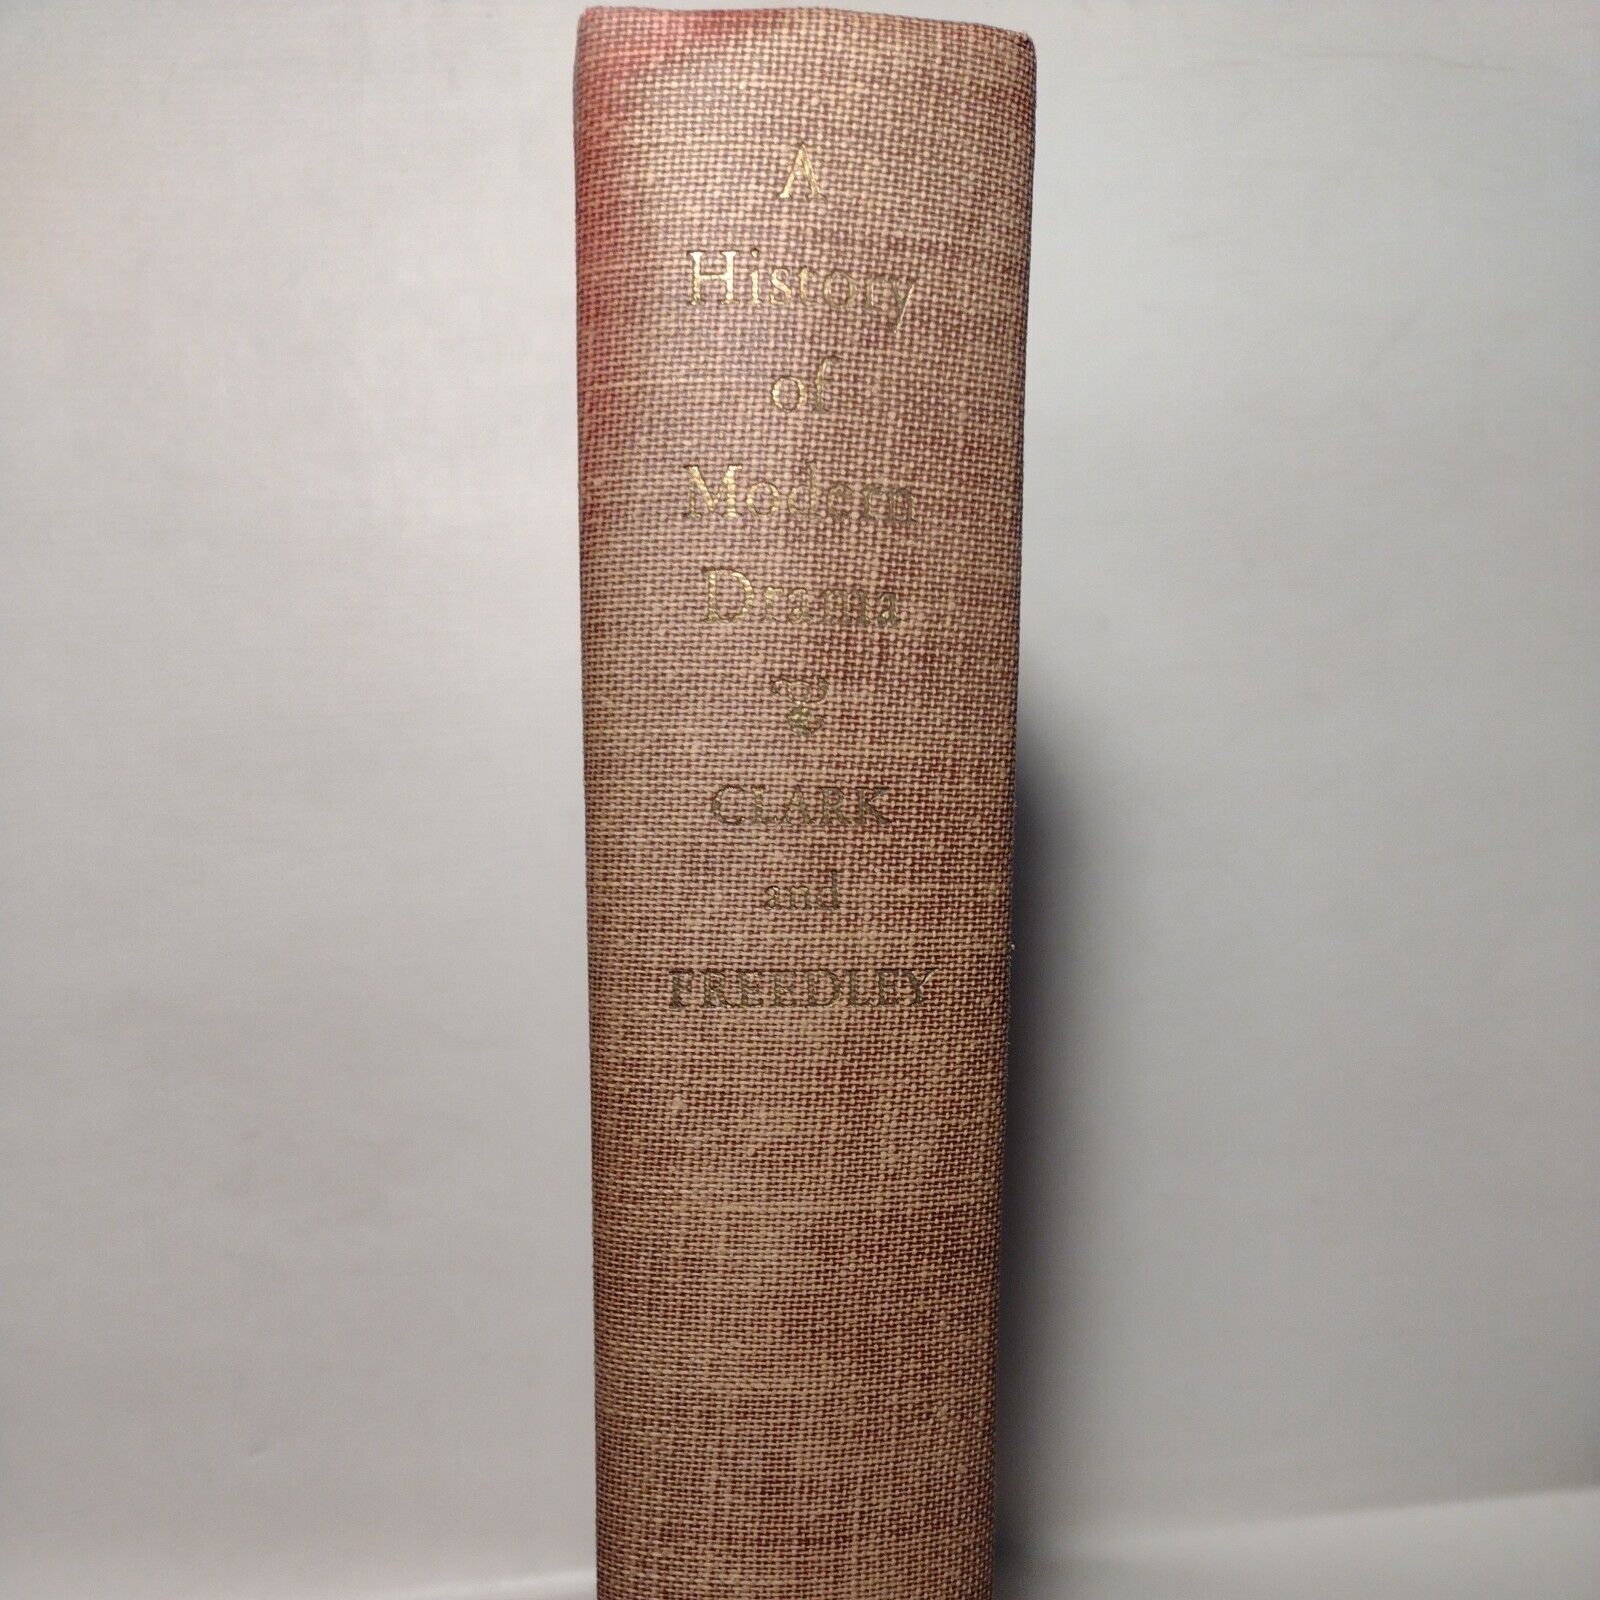 A
History
of
Modern
Drama
CLARK
and
FREEDLEY